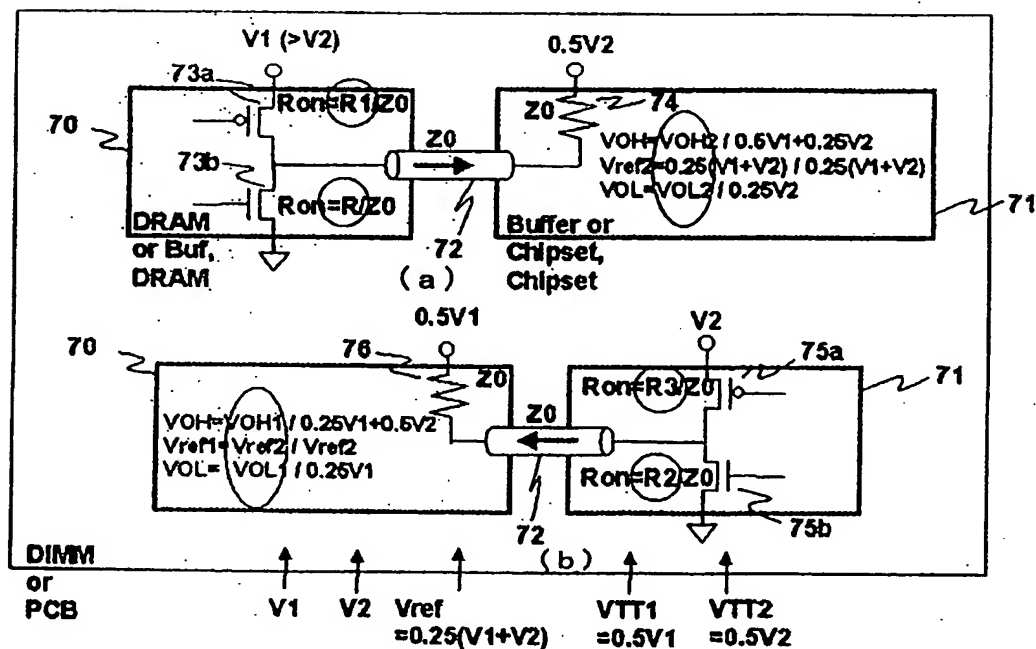 V1 (>V2)
0.5V2
73a
Ron=R1/Z0
70
Z0
74
Z0
VOH=VOH2 / 0.5V1+0.25V2
Vref2=0.25(V1+V2) / 0.25(V1+V2)
VOL=VOL2 / 0.25V2
73b
Ron=R/Z0
71
DRAM
or Buf,
DRAM
72
Buffer or
Chipset,
Chipset
(a)
0.5V1
V2
70
76
Z0
75a
71
Ron=R3/Z0
Z0
VOH=VOH1 / 0.25V1+0.5V2
Vref1=Vref2 / Vref2
VOL= VOL1 / 0.25V1
Ron=R2/Z0
72
75b
(b)
DIMM
or
PCB
V1
V2
Vref
=0.25(V1+V2)
VTT1
=0.5V1
VTT2
=0.5V2